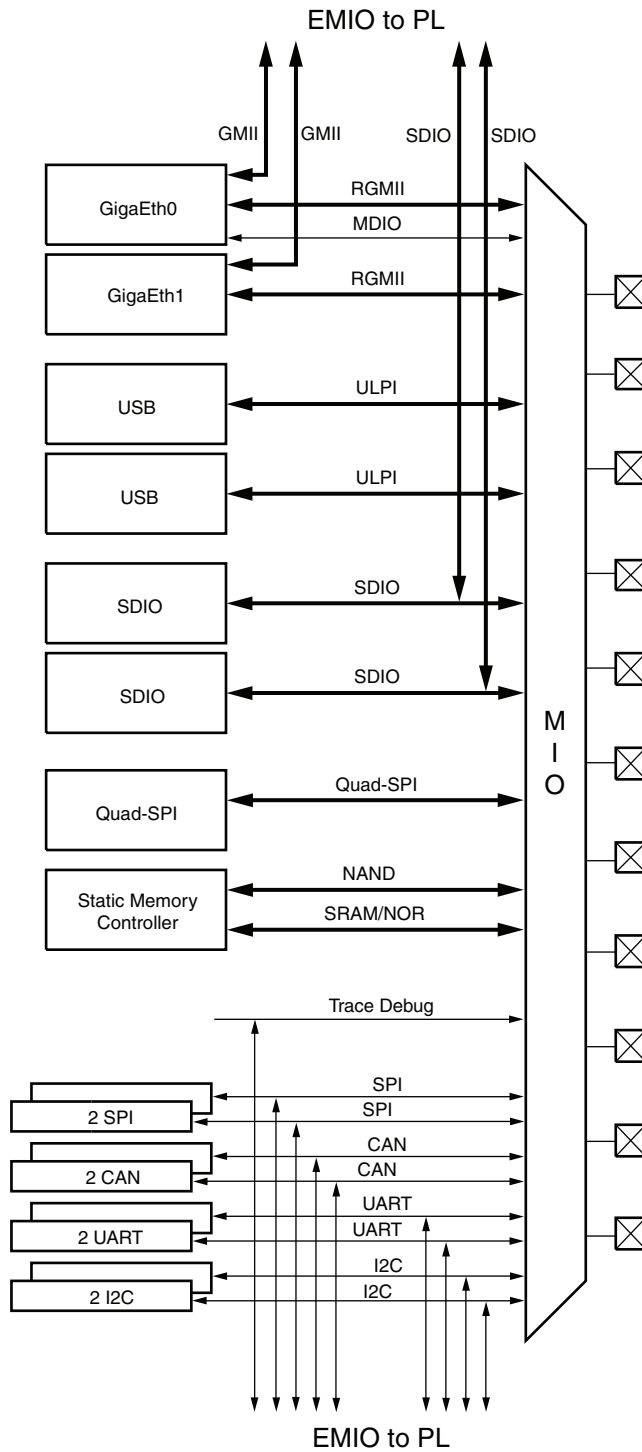 EMIO to PL
GMII
GMII
SDIO
SDIO
GigaEth0
RGMII
MDIO
GigaEth1
RGMII
USB
ULPI
USB
ULPI
SDIO
SDIO
SDIO
SDIO
M
I
O
Quad-SPI
Quad-SPI
Static Memory
Controller
NAND
SRAM/NOR
Trace Debug
SPI
2 SPI
SPI
CAN
2 CAN
CAN
UART
2 UART
UART
I2C
2 I2C
I2C
EMIO to PL